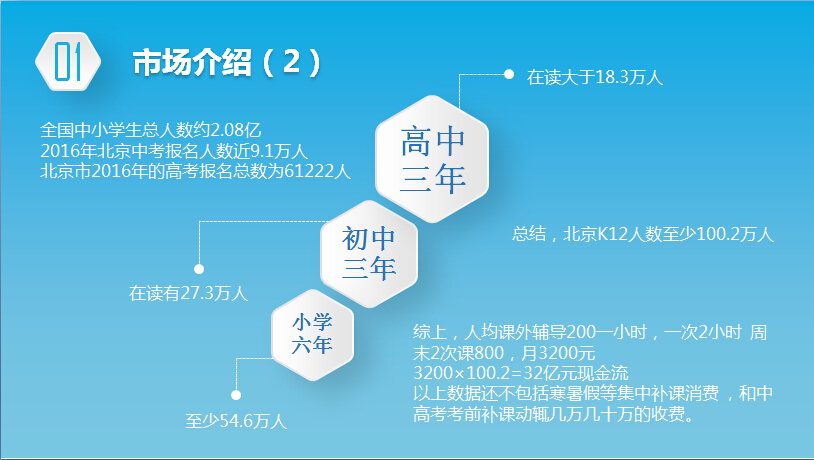 01
市场介绍（2）
在读大于18.3万人
全国中小学生总人数约2.08亿
2016年北京中考报名人数近9.1万人
北京市2016年的高考报名总数为61222人
高中
三年
初中
三年
总结，北京K12人数至少100.2万人
在读有27.3万人
小学
六年
至少54.6万人
综上，人均课外辅导200一小时，一次2小时 周
末2次课800，月3200元
3200×100.2=32亿元现金流
以上数据还不包括寒暑假等集中补课消费 ，和中
高考考前补课动辄几万几十万的收费。